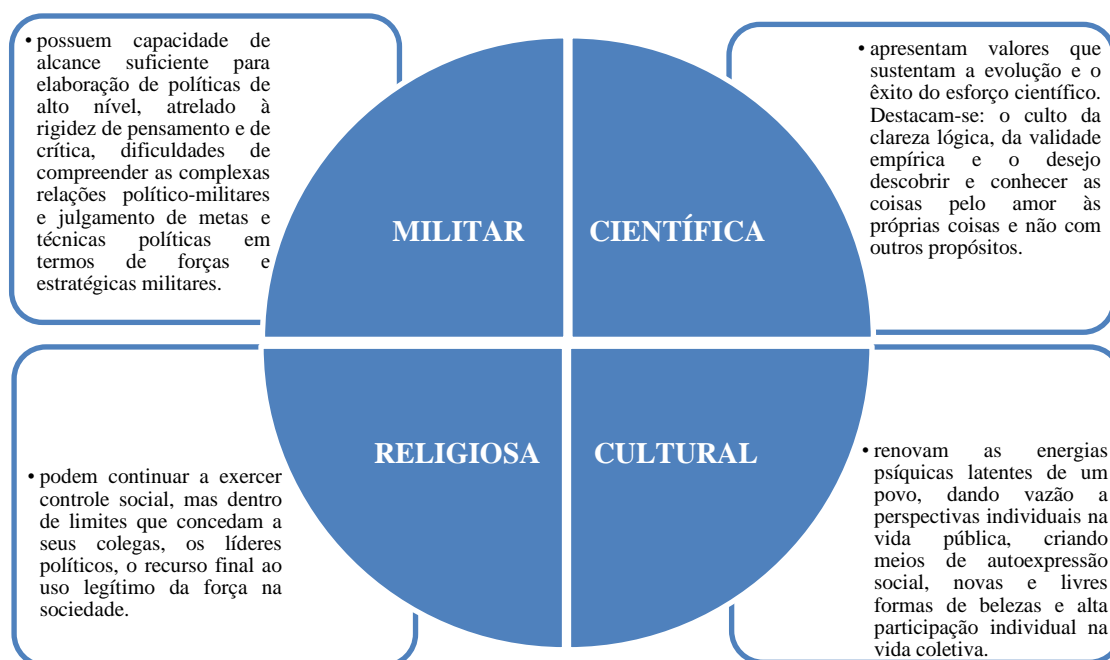 • possuem capacidade de
alcance suficiente para
elaboração de políticas de
alto nível, atrelado à
rigidez de pensamento e de
crítica, dificuldades de
compreender as complexas
relações político-militares
e julgamento de metas e
técnicas políticas em
termos de forças e
estratégicas militares.
MILITAR
CIENTÍFICA
• apresentam valores que
sustentam a evolução e o
êxito do esforço científico.
Destacam-se: o culto da
clareza lógica, da validade
empírica e o desejo
descobrir e conhecer as
coisas pelo amor às
próprias coisas e não com
outros propósitos.
• podem continuar a exercer
controle social, mas dentro
de limites que concedam a
seus colegas, os líderes
políticos, o recurso final ao
uso legítimo da força na
sociedade.
RELIGIOSA
CULTURAL
• renovam as energias
psíquicas latentes de um
povo, dando vazão a
perspectivas individuais na
vida pública, criando
meios de autoexpressão
social, novas e livres
formas de belezas e alta
participação individual na
vida coletiva.